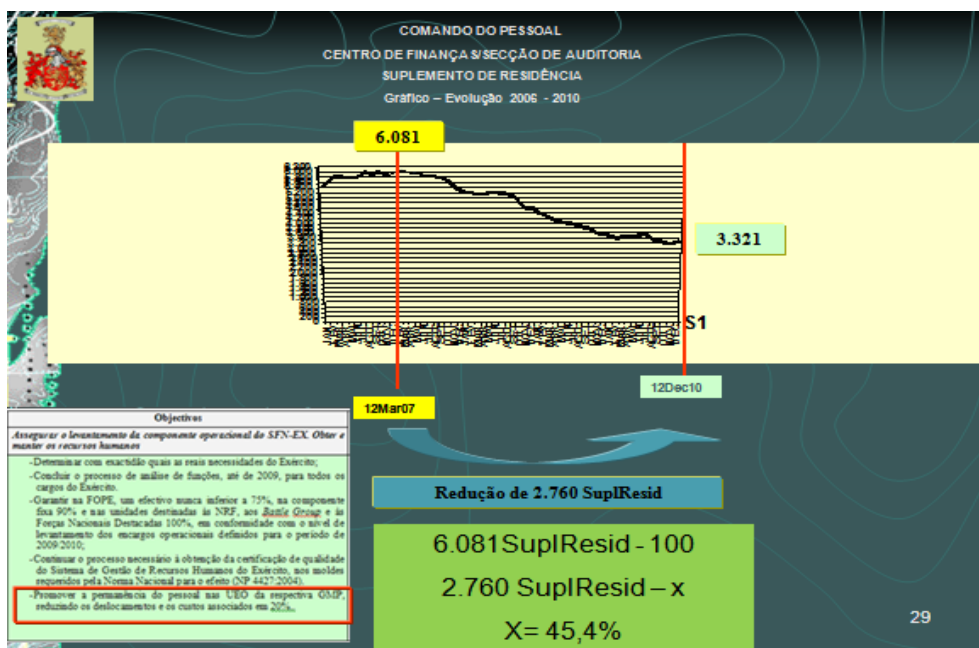 COMANDO DO PESSOAL
CENTRO DE FINANÇAS/SECÇÃO DE AUDITORIA
SUPLEMENTO DE RESIDÊNCIA
Gráfico – Evolução 2006 - 2010
6.081
3.321
S1
12Dec10
12Mar07
Objectivos
Assegurar o levantamento da componente operacional do SFN-EX. Obter e
manter os recursos humanos
-Determinar com exactidão quais as reais necessidades do Exército;
-Concluir o processo de análise de funções, até de 2009, para todos os
cargos do Exército.
-Garantir na FOPE, um efectivo nunca inferior a 75%, na componente
fixa 90% e nas unidades destinadas às NRF, aos Battle Group e às
Forças Nacionais Destacadas 100%, em conformidade com o nível de
levantamento dos encargos operacionais definidos para o período de
2009/2010;
-Continuar o processo necessário à obtenção da certificação de qualidade
do Sistema de Gestão de Recursos Humanos do Exército, nos moldes
requeridos pela Norma Nacional para o efeito (NP 4427:2004).
-Promover a permanência do pessoal nas UEO da respectiva GMP,
reduzindo os deslocamentos e os custos associados em 20%..
Redução de 2.760 SuplResid
6.081SuplResid - 100
2.760 SuplResid – x
X= 45,4%
29